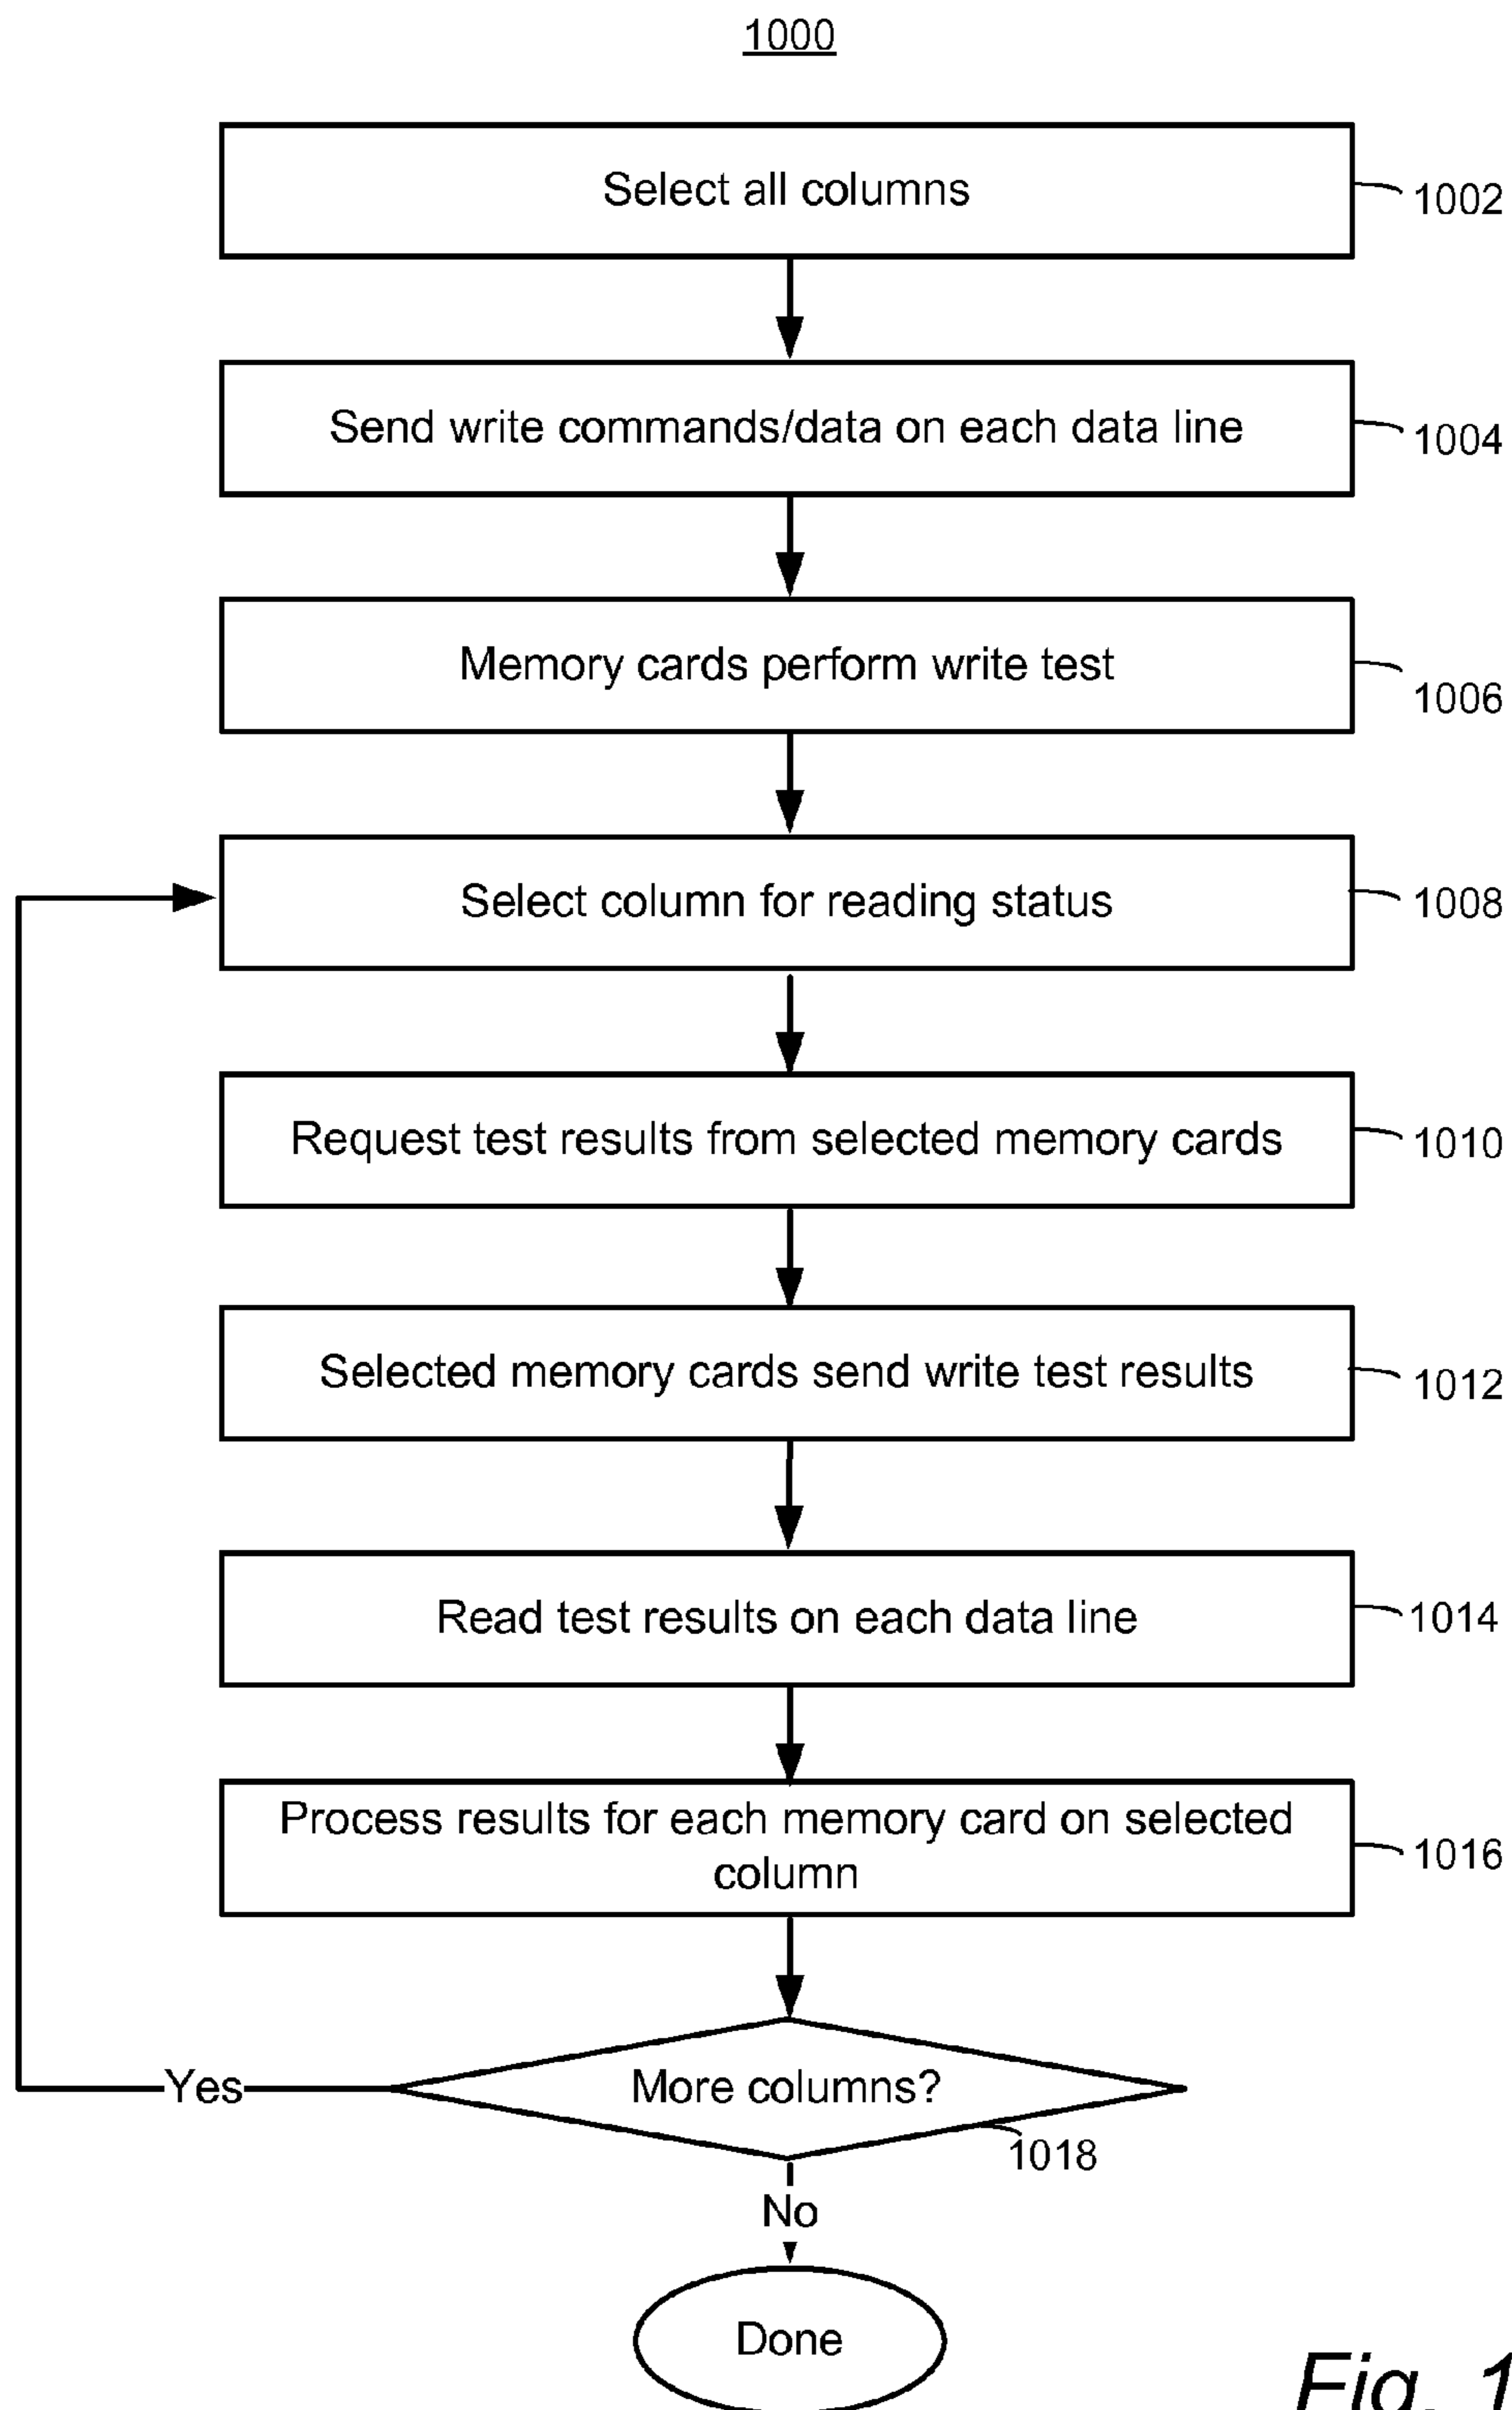 1000
Select all columns
1002
Send write commands/data on each data line
1004
Memory cards perform write test
1006
Select column for reading status
1008
Request test results from selected memory cards
1010
Selected memory cards send write test results
1012
Read test results on each data line
1014
Process results for each memory card on selected
column
1016
More columns?
Yes
1018
No
Done
Fig. 1